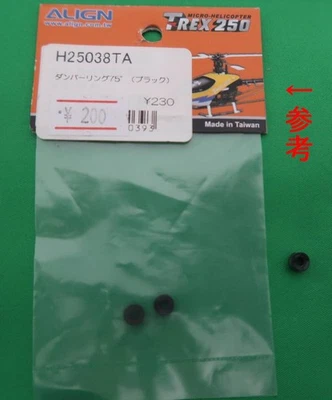 ALIGN
www.align.com.tw
MICRO-HELICOPTER
T-REX 250
H25038TA
ダンパーリング75° (ブラック)
¥230
¥ 200
0393
Made in Taiwan
←参考